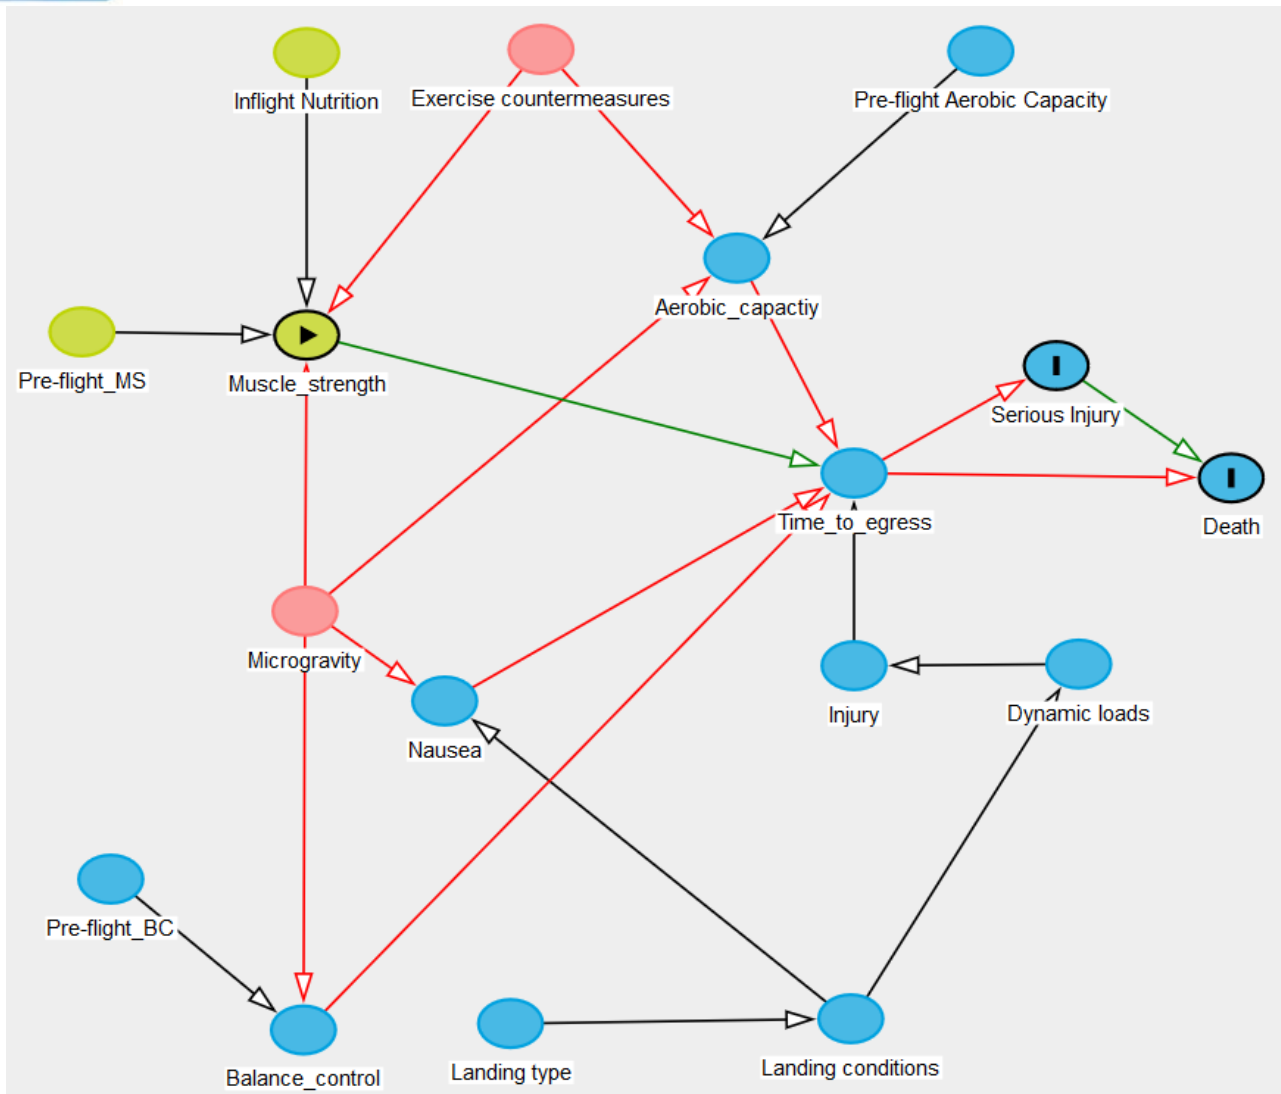 Inflight Nutrition
Exercise countermeasures
Pre-flight Aerobic Capacity
Aerobic_capactiy
Pre-flight_MS
Muscle_strength
Serious Injury
Time_to_egress
Death
Microgravity
Injury
Dynamic loads
Nausea
Pre-flight_BC
Balance_control
Landing type
Landing conditions